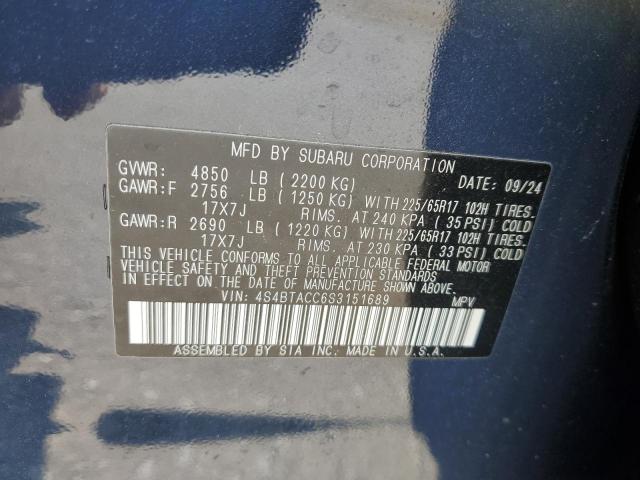 MFD BY SUBARU CORPORATION DATE: 09/24
GVWR: 4850 LB (2200 KG)
GAWR:F 2756 LB (1250 KG) WITH 225/65R17 102H TIRES.
17X7J RIMS. AT 240 KPA (35 PSI) COLD
GAWR:R 2690 LB (1220 KG) WITH 225/65R17 102H TIRES.
17X7J RIMS. AT 230 KPA (33 PSI) COLD
THIS VEHICLE CONFORMS TO ALL APPLICABLE FEDERAL MOTOR
VEHICLE SAFETY AND THEFT PREVENTION STANDARDS
IN EFFECT ON THE DATE OF MANUFACTURE SHOWN ABOVE.
VIN: 4S4BTACC6S3151689 MPV
ASSEMBLED BY SIA INC. MADE IN U.S.A.